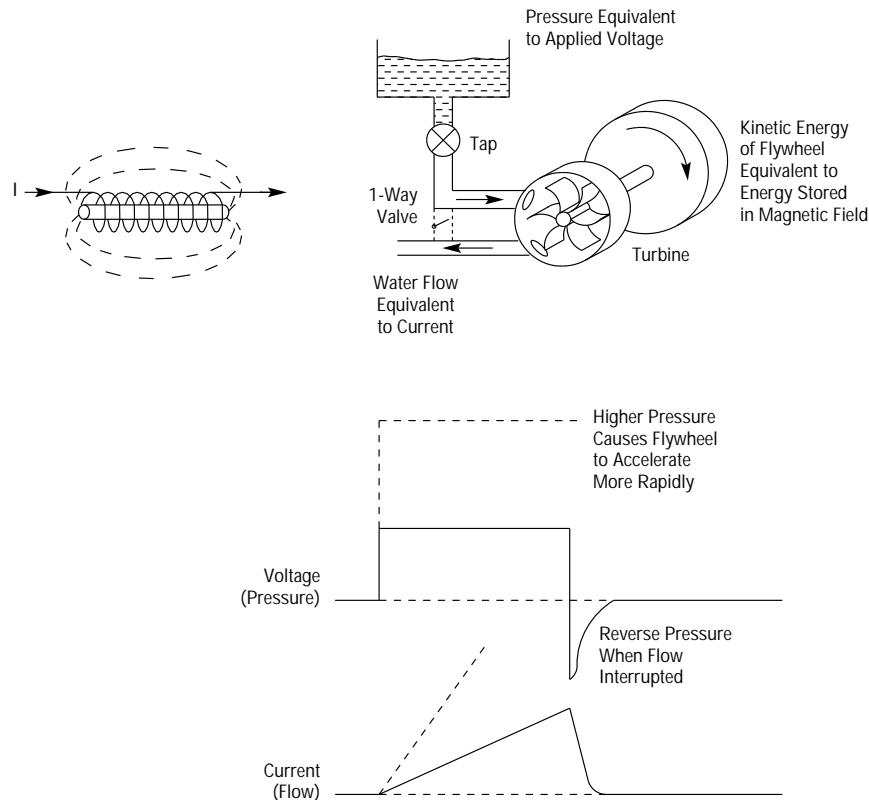 Pressure Equivalent
to Applied Voltage
Tap
Kinetic Energy
of Flywheel
Equivalent to
Energy Stored
in Magnetic Field
I
1-Way
Valve
Turbine
Water Flow
Equivalent
to Current
Higher Pressure
Causes Flywheel
to Accelerate
More Rapidly
Voltage
(Pressure)
Reverse Pressure
When Flow
Interrupted
Current
(Flow)